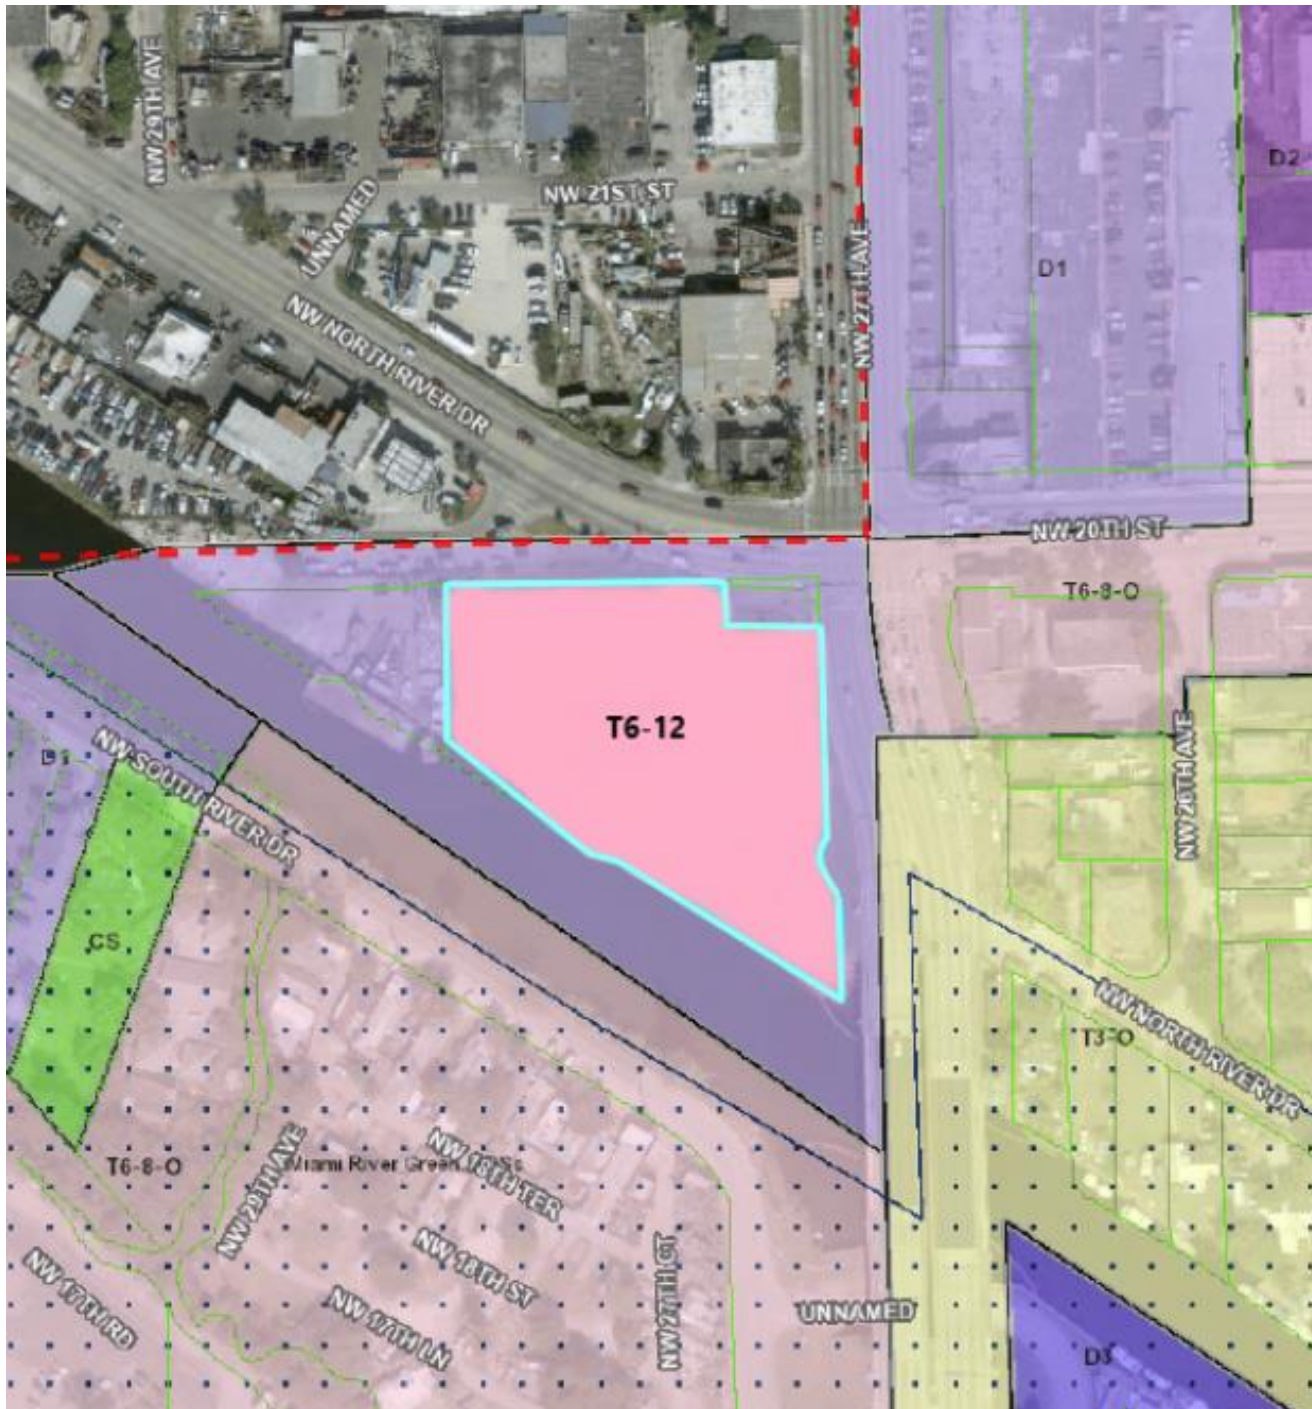 NW 29TH AVE
D2
NW 21ST ST
UNNAMED
NW 27TH AVE
D1
NW NORTH RIVER DR
NW 20TH ST
T6-8-O
T6-12
NW 26TH AVE
D1
NW SOUTH RIVER DR
CS
NW NORTH RIVER DR
T3-O
T6-8-O
Miami River Green
NW 29TH AVE
NW 18TH TER
NW 18TH ST
NW 17TH RD
NW 17TH LN
NW 27TH CT
UNNAMED
D3